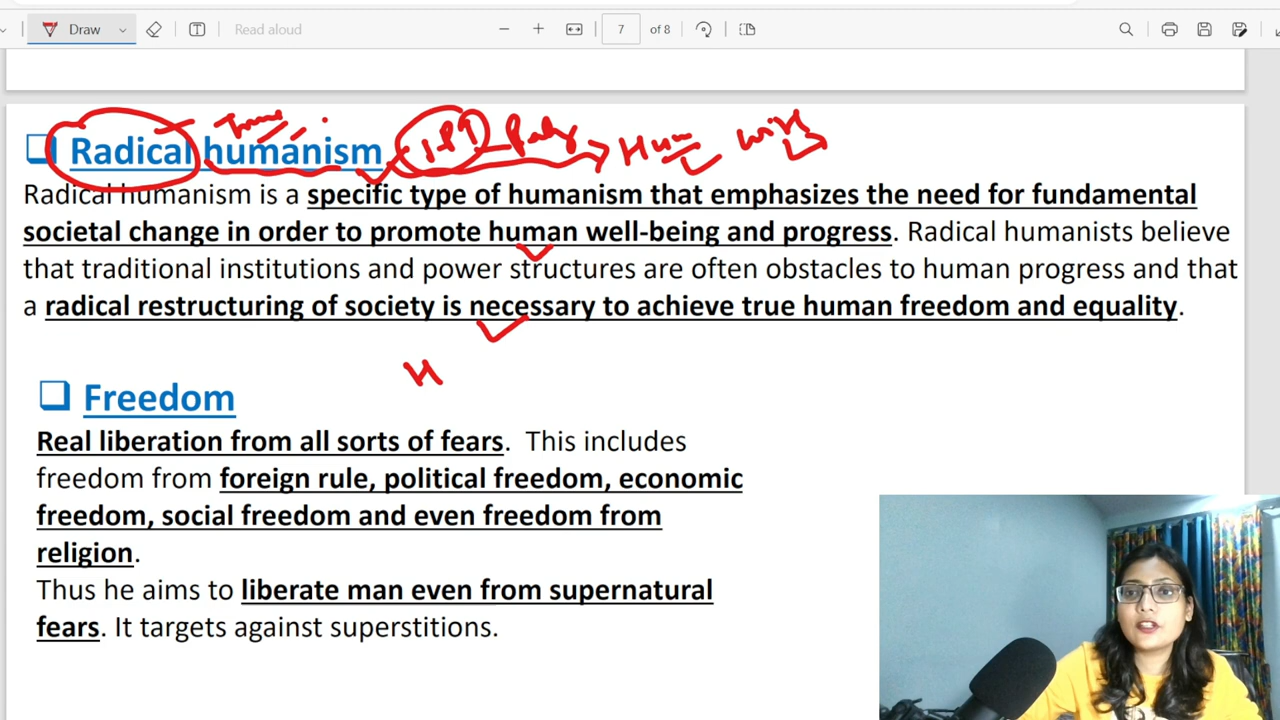 Draw
Read aloud
7 of 8
Radical humanism
Radical humanism is a specific type of humanism that emphasizes the need for fundamental
societal change in order to promote human well-being and progress. Radical humanists believe
that traditional institutions and power structures are often obstacles to human progress and that
a radical restructuring of society is necessary to achieve true human freedom and equality.
H
Freedom
Real liberation from all sorts of fears. This includes
freedom from foreign rule, political freedom, economic
freedom, social freedom and even freedom from
religion.
Thus he aims to liberate man even from supernatural
fears. It targets against superstitions.